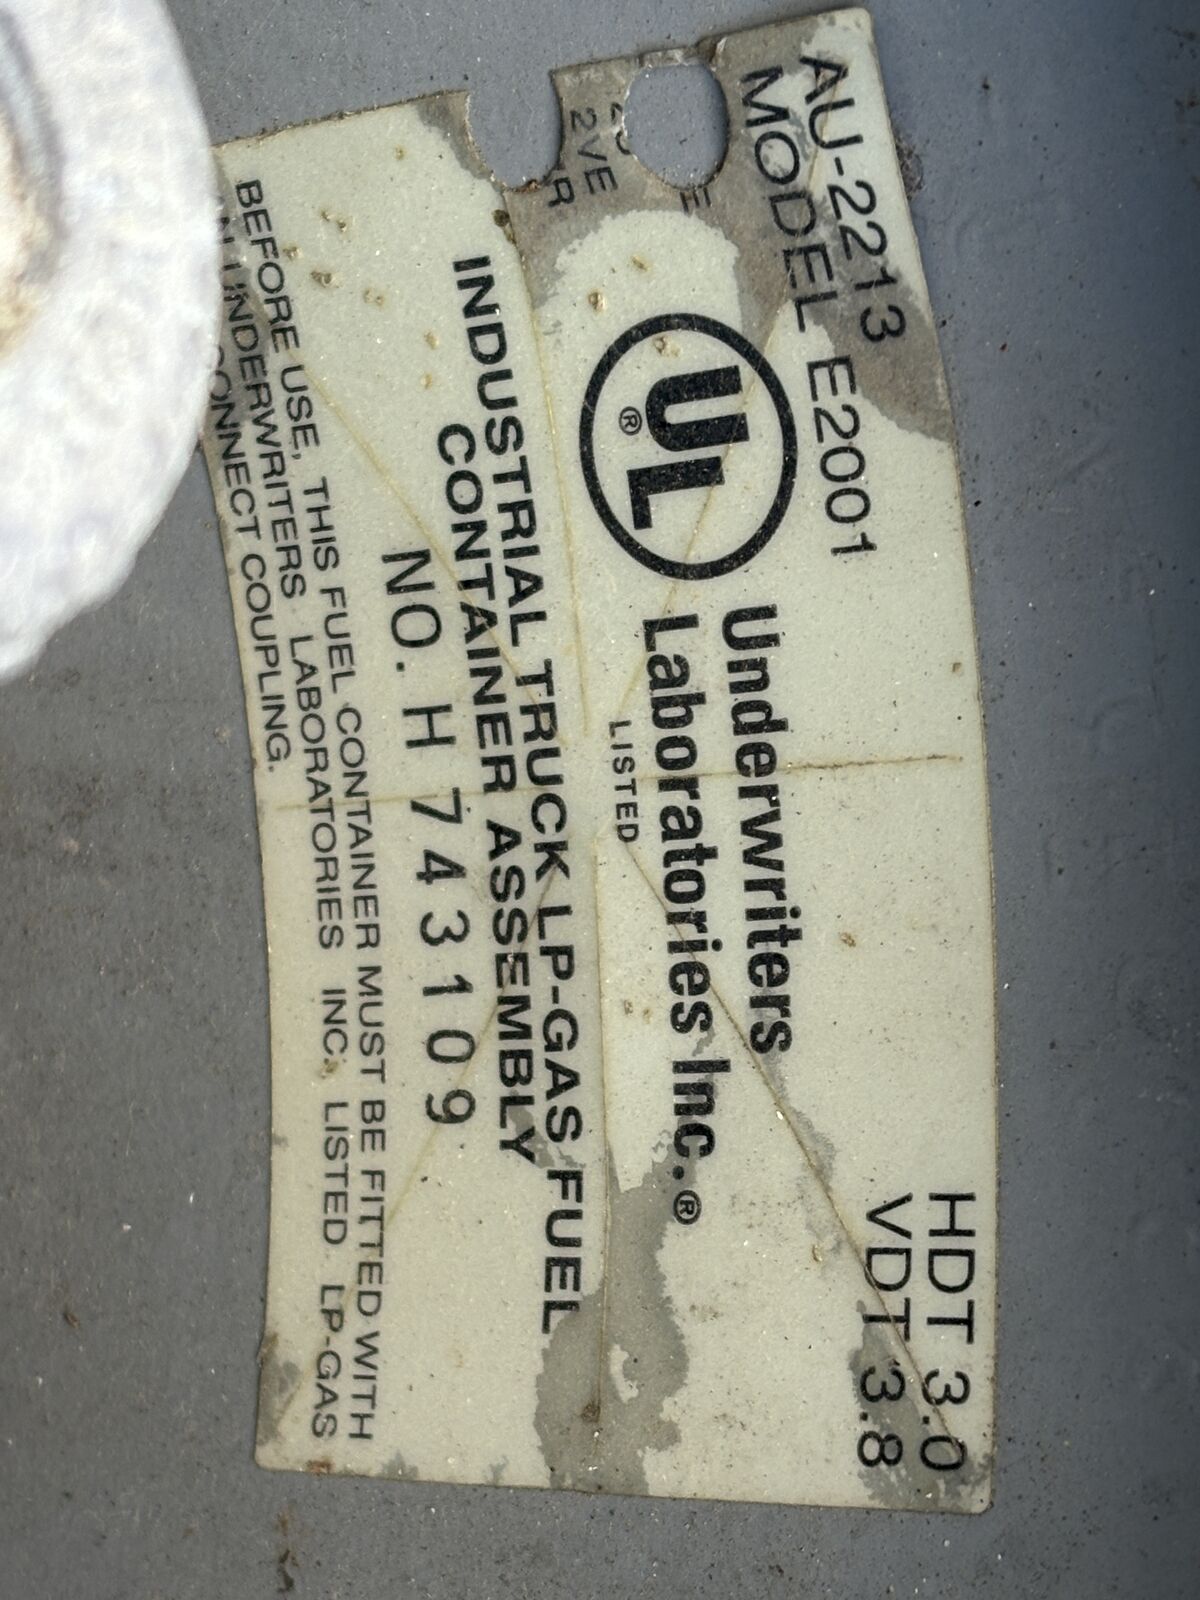 AU-2213
MODEL E2001
HDT 3.0
VDT 3.8
UL®
Underwriters
Laboratories Inc.®
LISTED
INDUSTRIAL TRUCK LP-GAS FUEL
CONTAINER ASSEMBLY
NO. H 743109
BEFORE USE, THIS FUEL CONTAINER MUST BE FITTED WITH
UNDERWRITERS LABORATORIES INC. LISTED LP-GAS
CONNECT COUPLING.
2VE